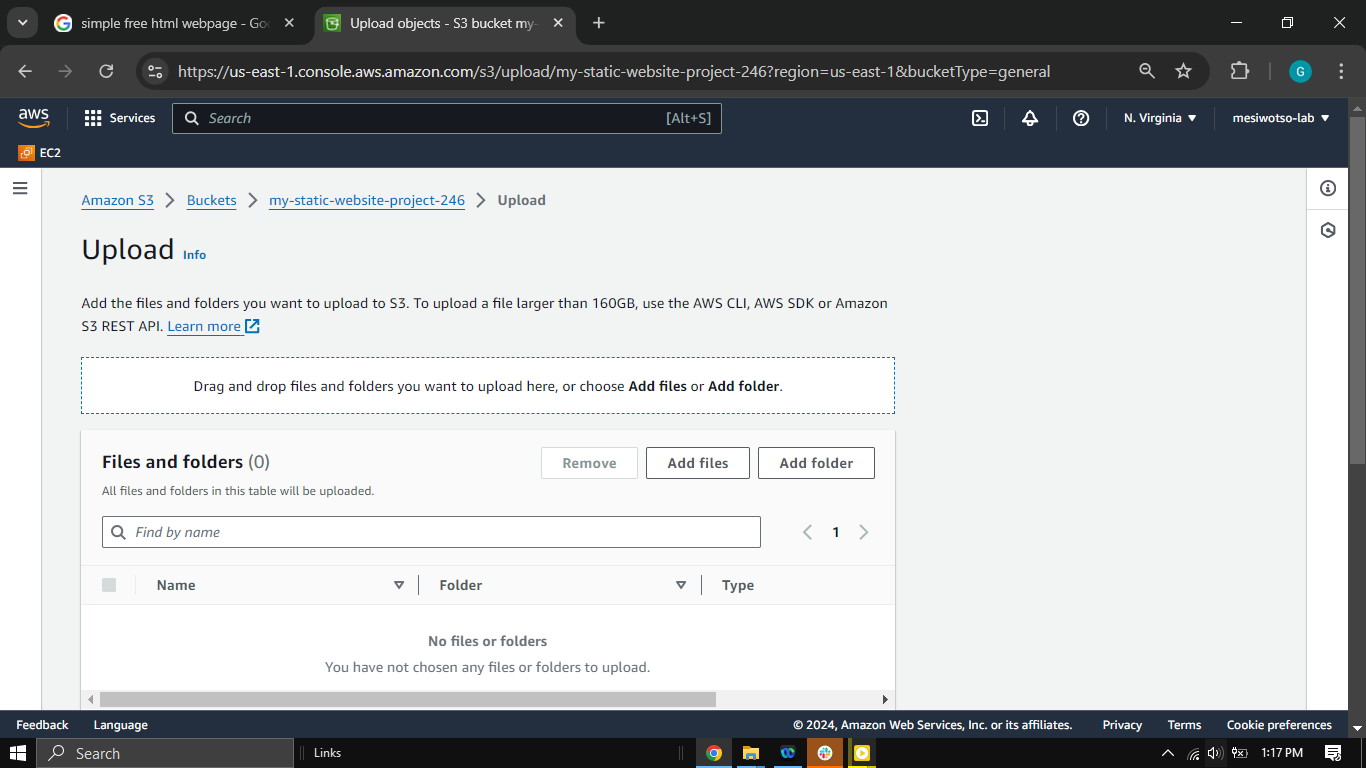 simple free html webpage - Goo
Upload objects - S3 bucket my-
https://us-east-1.console.aws.amazon.com/s3/upload/my-static-website-project-246?region=us-east-1&bucketType=general
G
aws
Services
Search
[Alt+S]
N. Virginia
mesiwotso-lab
EC2
Amazon S3
Buckets
my-static-website-project-246
Upload
Upload
Info
Add the files and folders you want to upload to S3. To upload a file larger than 160GB, use the AWS CLI, AWS SDK or Amazon
S3 REST API. Learn more
Drag and drop files and folders you want to upload here, or choose Add files or Add folder.
Files and folders (0)
Remove
Add files
Add folder
All files and folders in this table will be uploaded.
Find by name
1
Name
Folder
Type
No files or folders
You have not chosen any files or folders to upload.
Feedback
Language
© 2024, Amazon Web Services, Inc. or its affiliates.
Privacy
Terms
Cookie preferences
Search
Links
1:17 PM